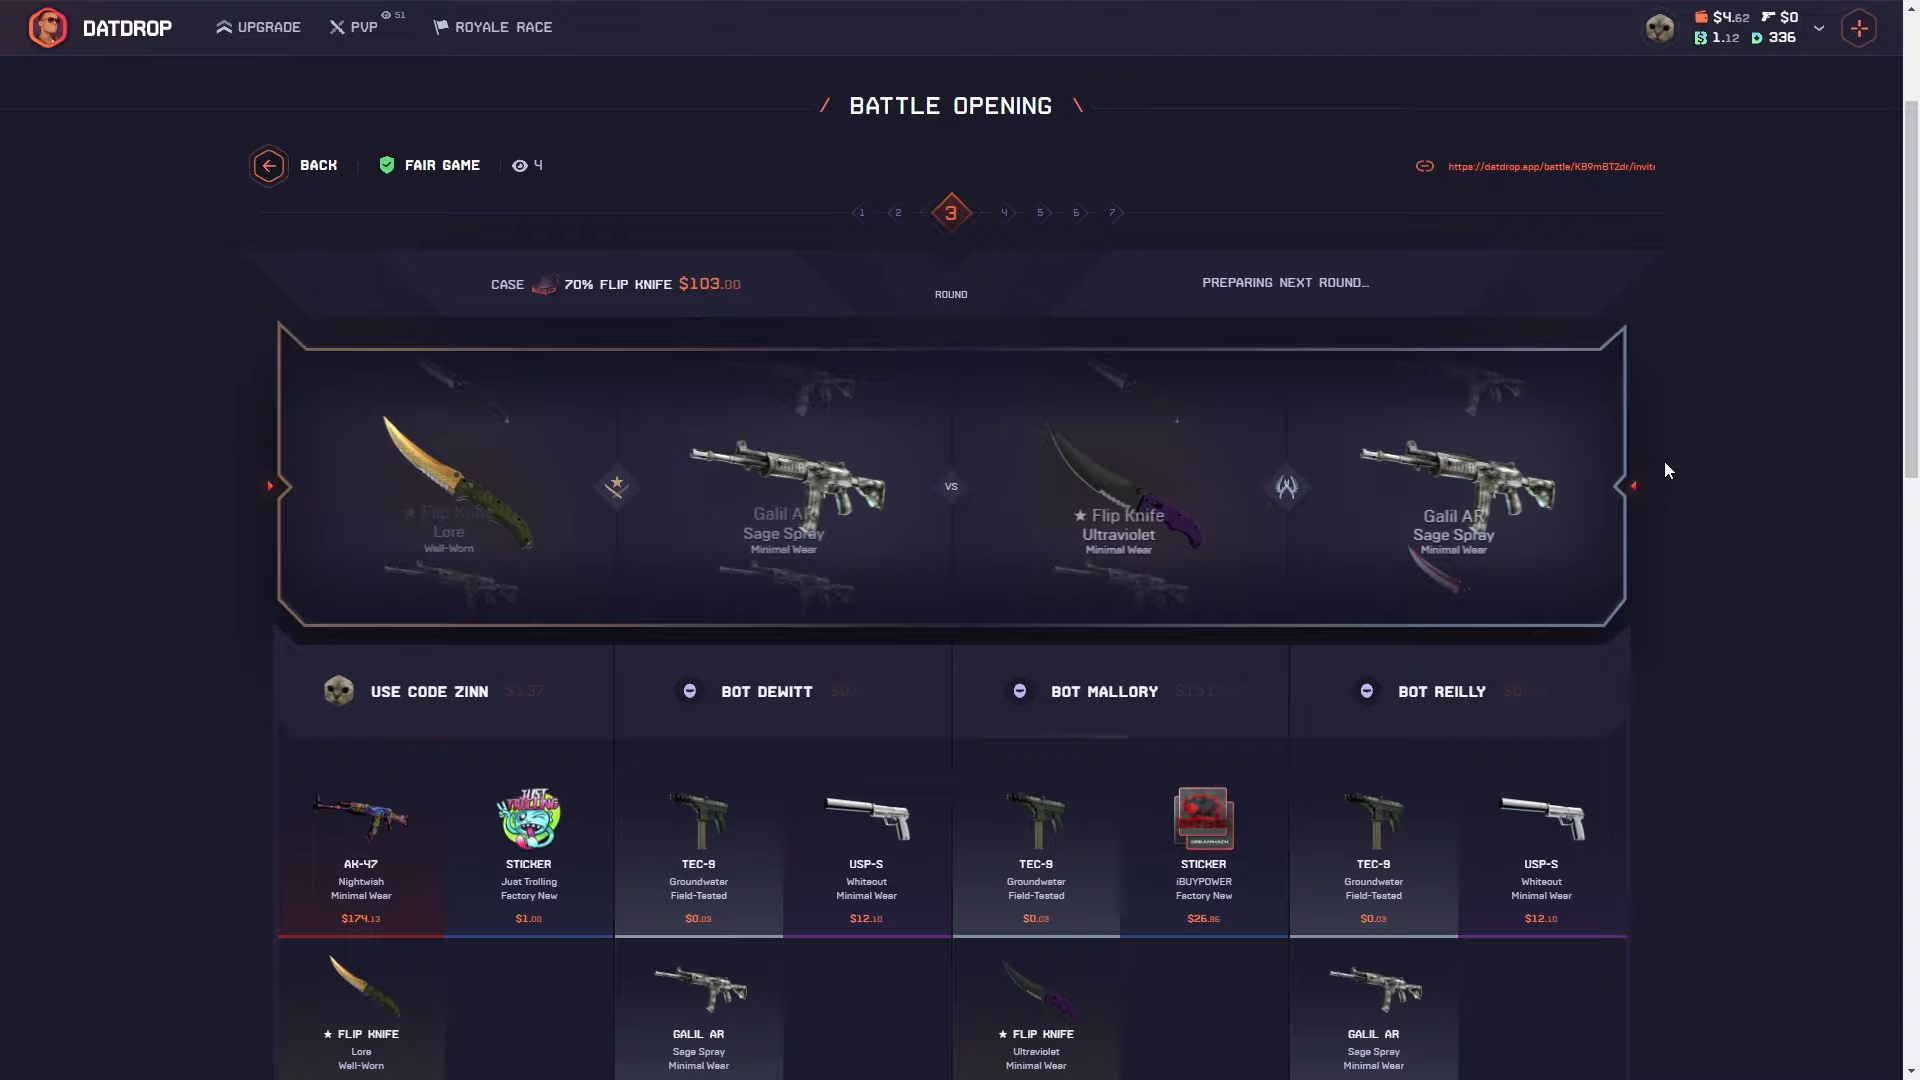 DATDROP
UPGRADE
PVP
51
ROYALE RACE
$4.62
$0
1.12
336
/ BATTLE OPENING \
BACK
FAIR GAME
4
https://datdrop.app/battle/KB9mBT2dr/invite
1
2
3
4
5
6
7
CASE
70% FLIP KNIFE $103.00
ROUND
PREPARING NEXT ROUND...
VS
★ Flip Knife
Lore
Well-Worn
Galil AR
Sage Spray
Minimal Wear
★ Flip Knife
Ultraviolet
Minimal Wear
Galil AR
Sage Spray
Minimal Wear
USE CODE ZINN
BOT DEWITT
BOT MALLORY
BOT REILLY
AK-47
Nightwish
Minimal Wear
$174.13
STICKER
Just Trolling
Factory New
$1.00
TEC-9
Groundwater
Field-Tested
$0.03
USP-S
Whiteout
Minimal Wear
$12.10
TEC-9
Groundwater
Field-Tested
$0.03
STICKER
iBUYPOWER
Factory New
$26.86
TEC-9
Groundwater
Field-Tested
$0.03
USP-S
Whiteout
Minimal Wear
$12.10
★ FLIP KNIFE
Lore
Well-Worn
GALIL AR
Sage Spray
Minimal Wear
★ FLIP KNIFE
Ultraviolet
Minimal Wear
GALIL AR
Sage Spray
Minimal Wear